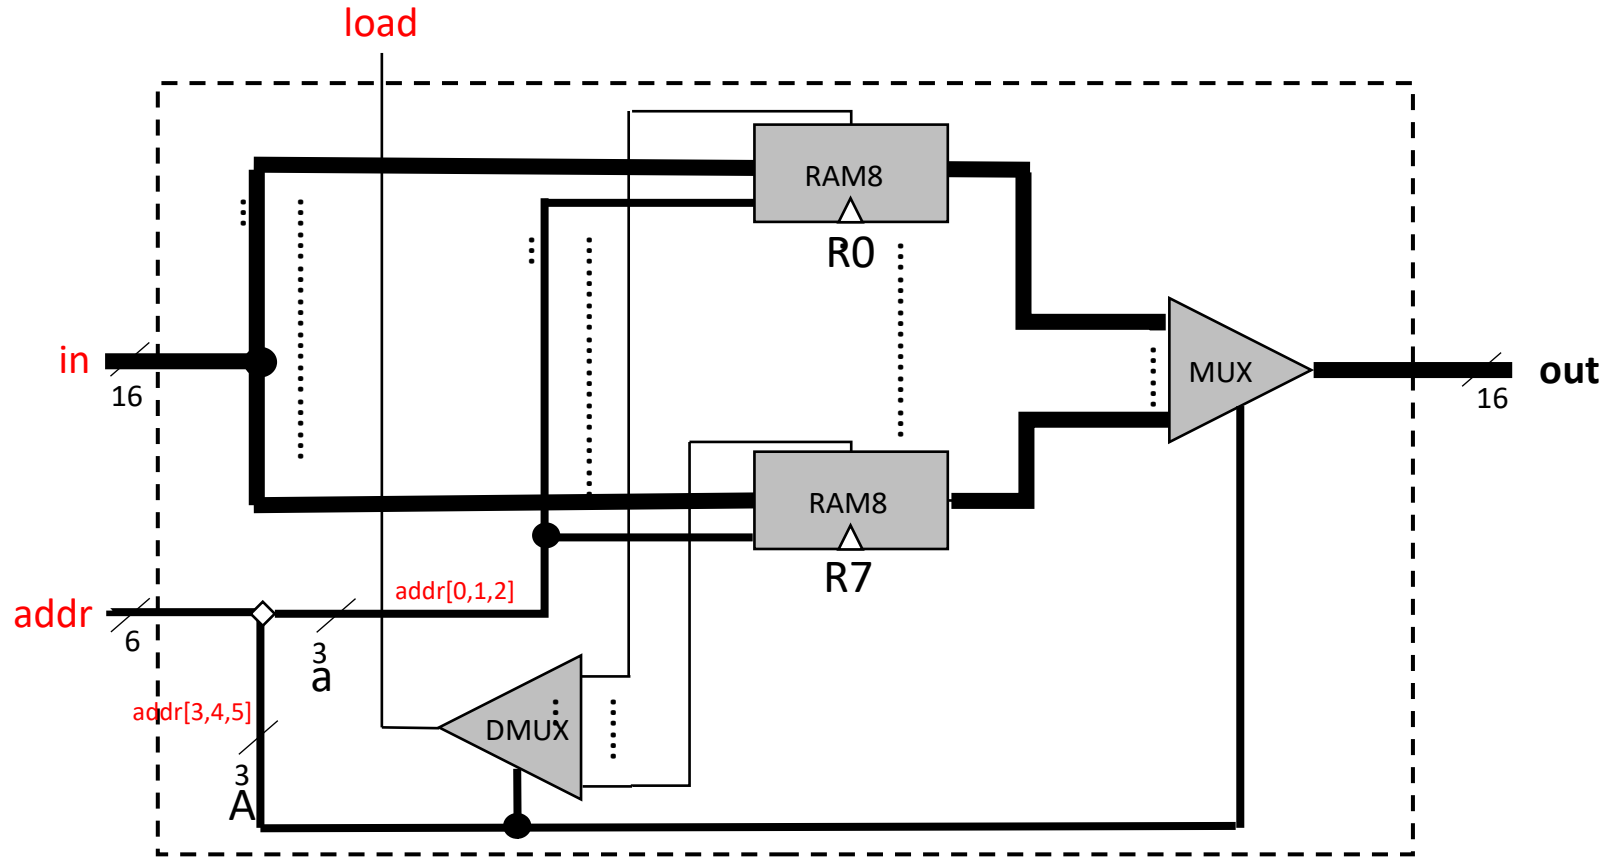 load
RAM8
R0
in
16
MUX
out
16
RAM8
R7
addr
6
addr[0,1,2]
3
a
addr[3,4,5]
3
A
DMUX